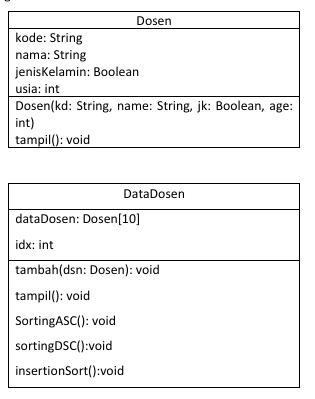 Dosen
kode: String
nama: String
jenisKelamin: Boolean
usia: int
Dosen(kd: String, name: String, jk: Boolean, age:
int)
tampil(): void
DataDosen
dataDosen: Dosen[10]
idx: int
tambah(dsn: Dosen): void
tampil(): void
SortingASC(): void
sortingDSC():void
insertionSort():void